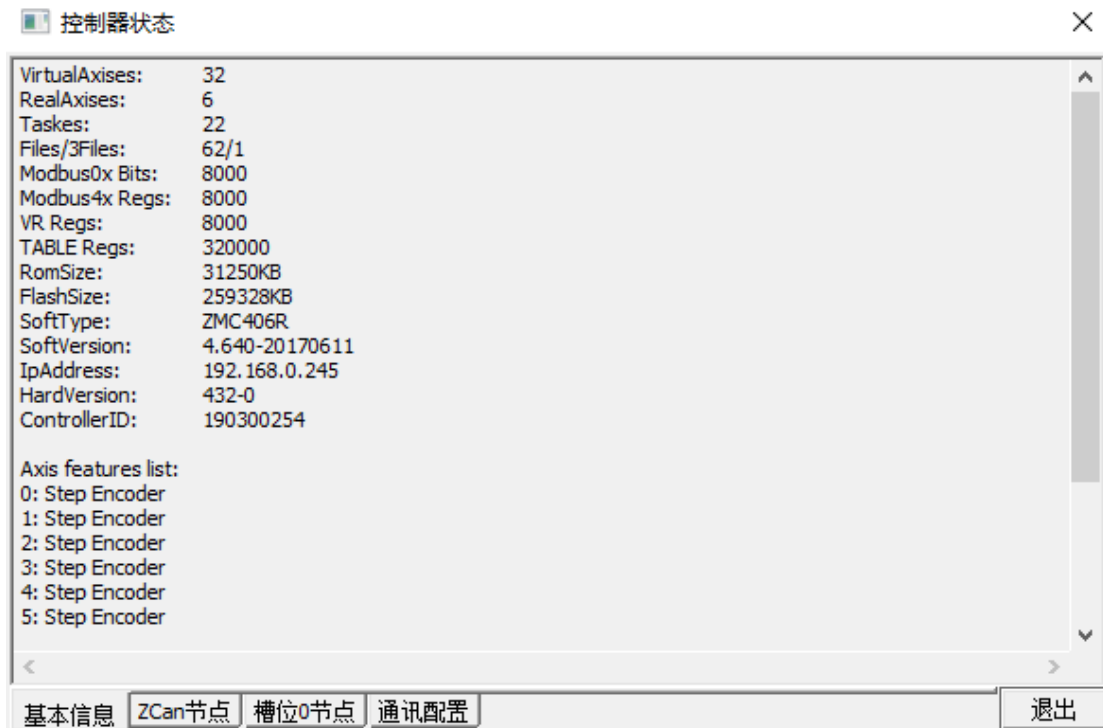 控制器状态
VirtualAxises: 32
RealAxises: 6
Taskes: 22
Files/3Files: 62/1
Modbus0x Bits: 8000
Modbus4x Regs: 8000
VR Regs: 8000
TABLE Regs: 320000
RomSize: 31250KB
FlashSize: 259328KB
SoftType: ZMC406R
SoftVersion: 4.640-20170611
IpAddress: 192.168.0.245
HardVersion: 432-0
ControllerID: 190300254
Axis features list:
0: Step Encoder
1: Step Encoder
2: Step Encoder
3: Step Encoder
4: Step Encoder
5: Step Encoder
基本信息 ZCan节点 槽位0节点 通讯配置 退出